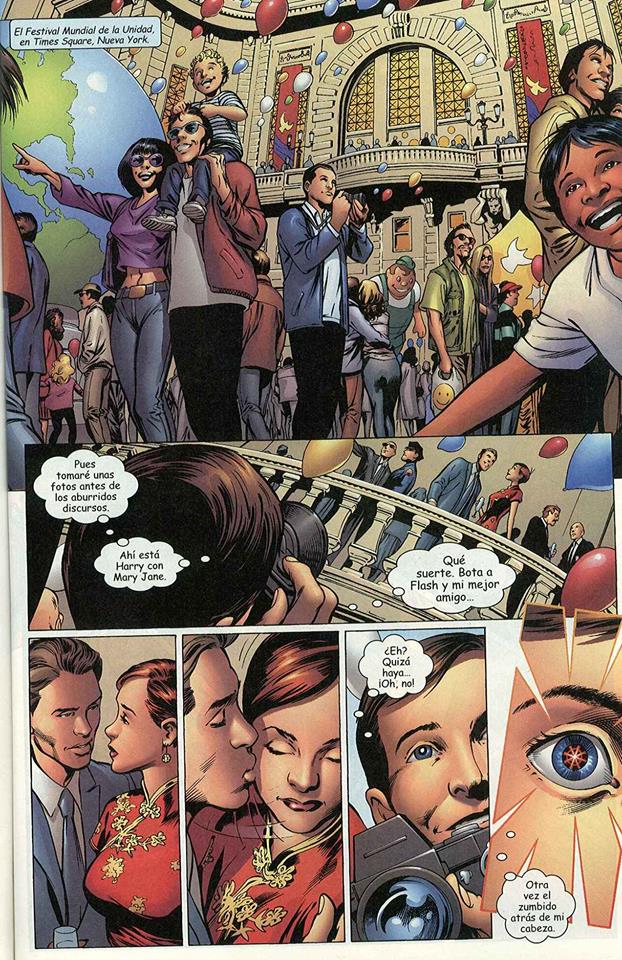 El Festival Mundial de la Unidad,
en Times Square, Nueva York.
Pues
tomaré unas
fotos antes de
los aburridos
discursos.
Ahí está
Harry con
Mary Jane.
Qué
suerte. Bota a
Flash y mi mejor
amigo...
¿Eh?
Quizá
haya...
¡Oh, no!
Otra
vez el
zumbido
atrás de mi
cabeza.